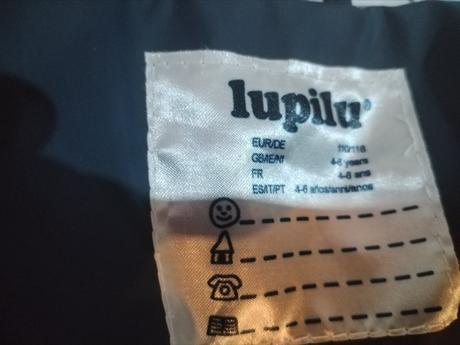 lupilu®
EUR/DE 110/116
GB/IE/NI 4-6 years
FR 4-6 ans
ES/IT/PT 4-6 años/anni/anos